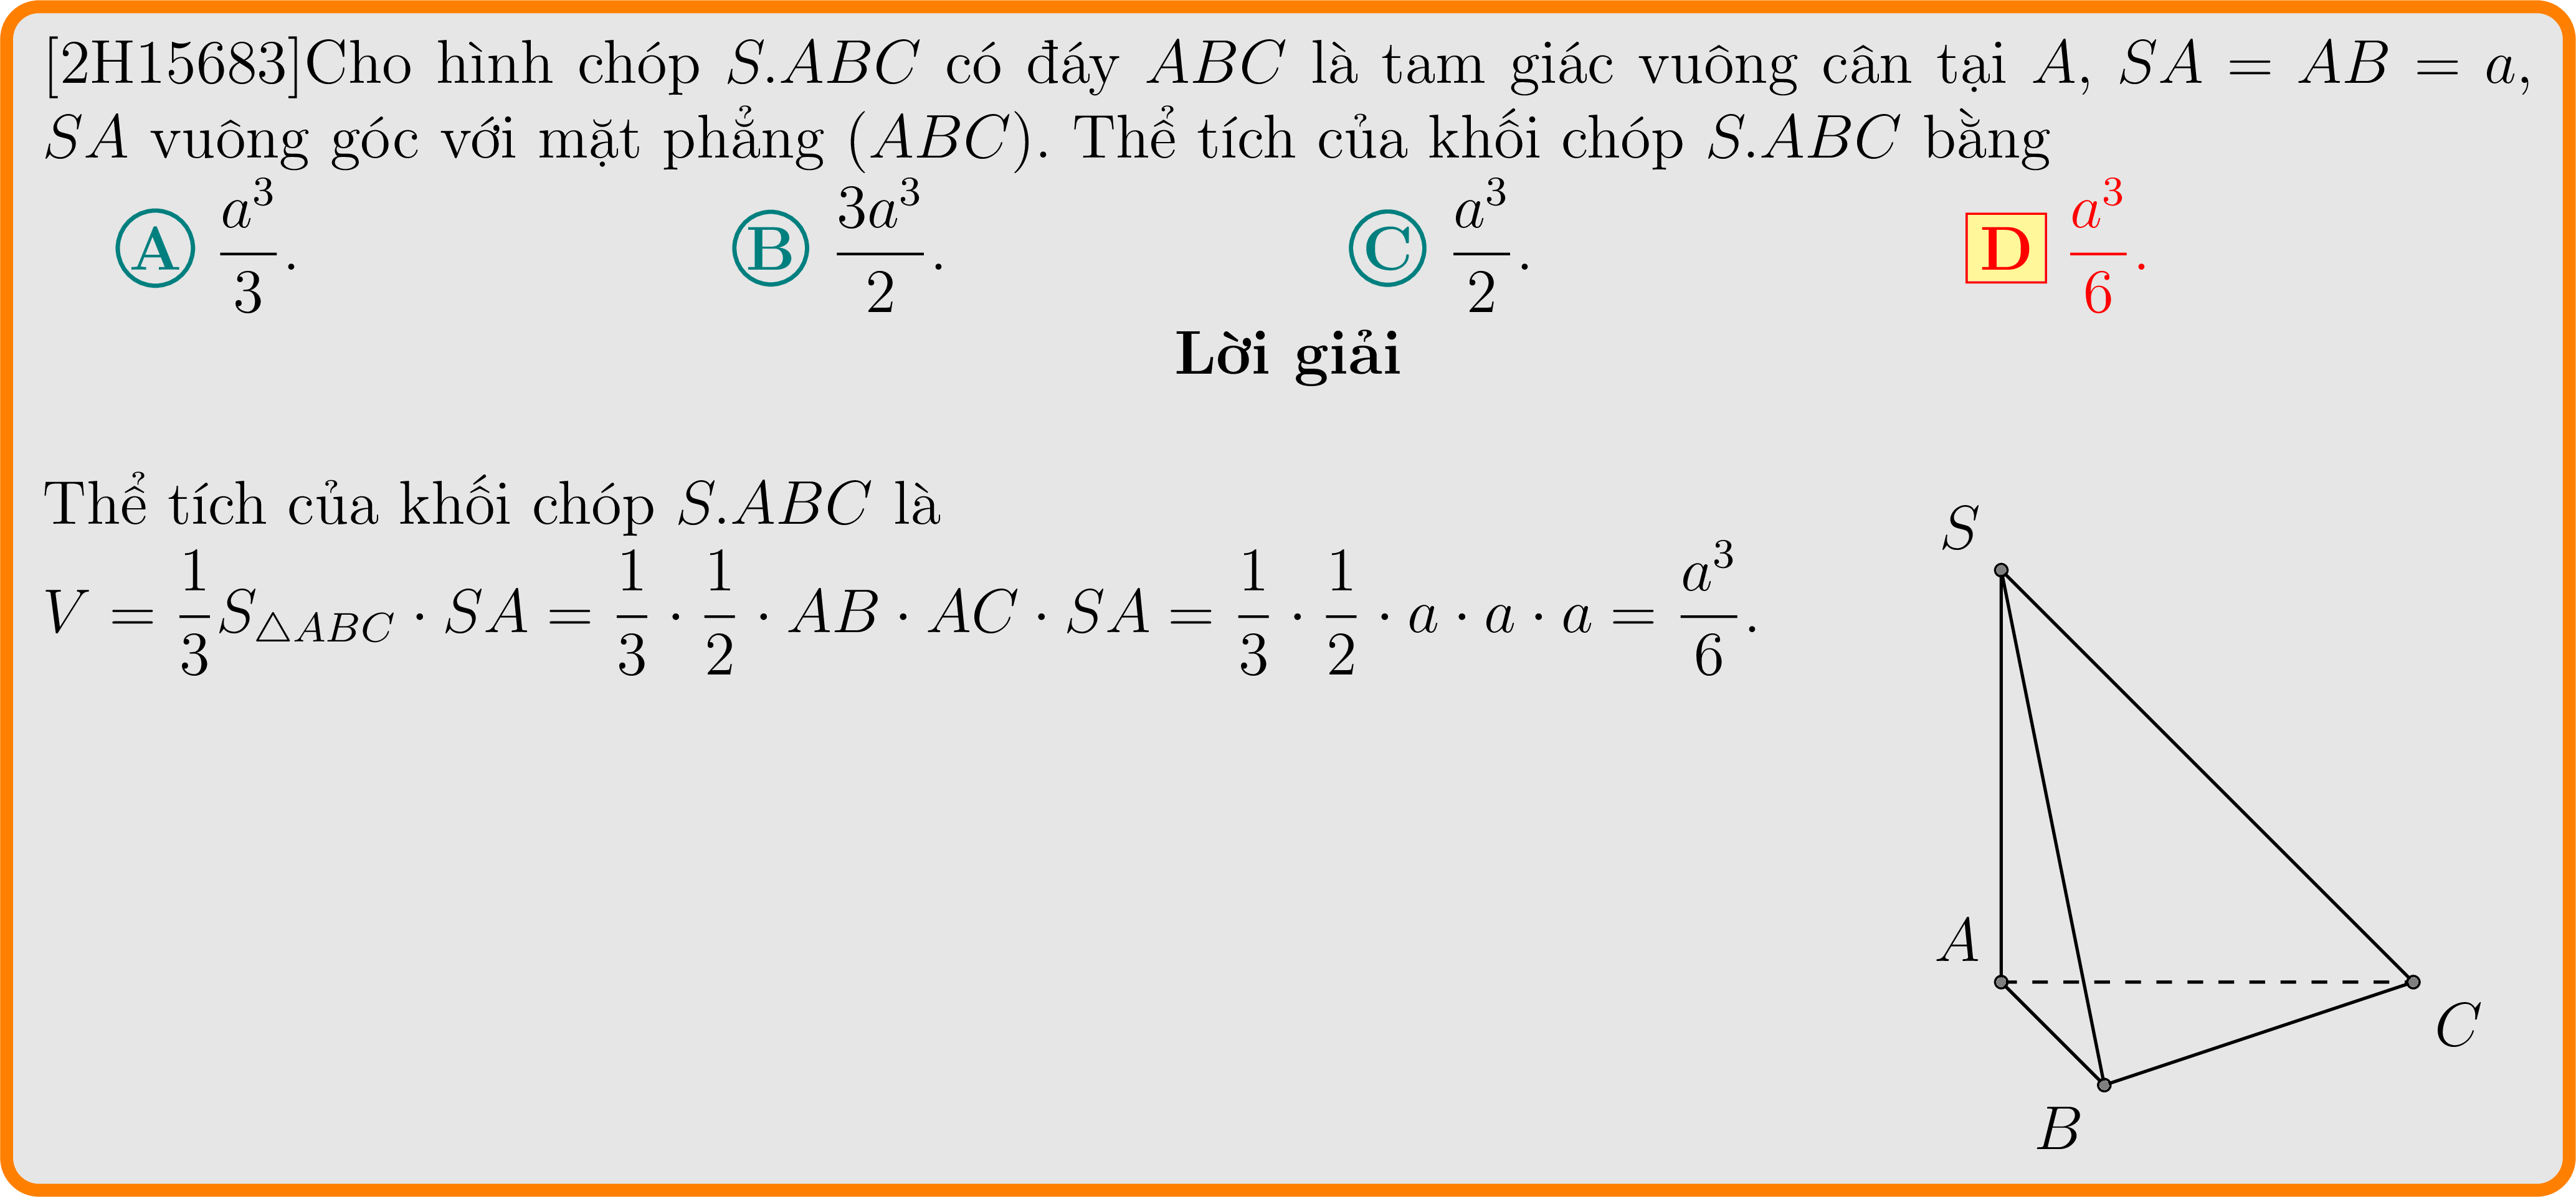 [2H15683]Cho hình chóp S.ABC có đáy ABC là tam giác vuông cân tại A, SA = AB = a,
SA vuông góc với mặt phẳng (ABC). Thể tích của khối chóp S.ABC bằng
A $\frac{a^3}{3}$. B $\frac{3a^3}{2}$. C $\frac{a^3}{2}$. D $\frac{a^3}{6}$.
Lời giải
Thể tích của khối chóp S.ABC là
$V = \frac{1}{3}S_{\triangle ABC} \cdot SA = \frac{1}{3} \cdot \frac{1}{2} \cdot AB \cdot AC \cdot SA = \frac{1}{3} \cdot \frac{1}{2} \cdot a \cdot a \cdot a = \frac{a^3}{6}$.
S
A
C
B